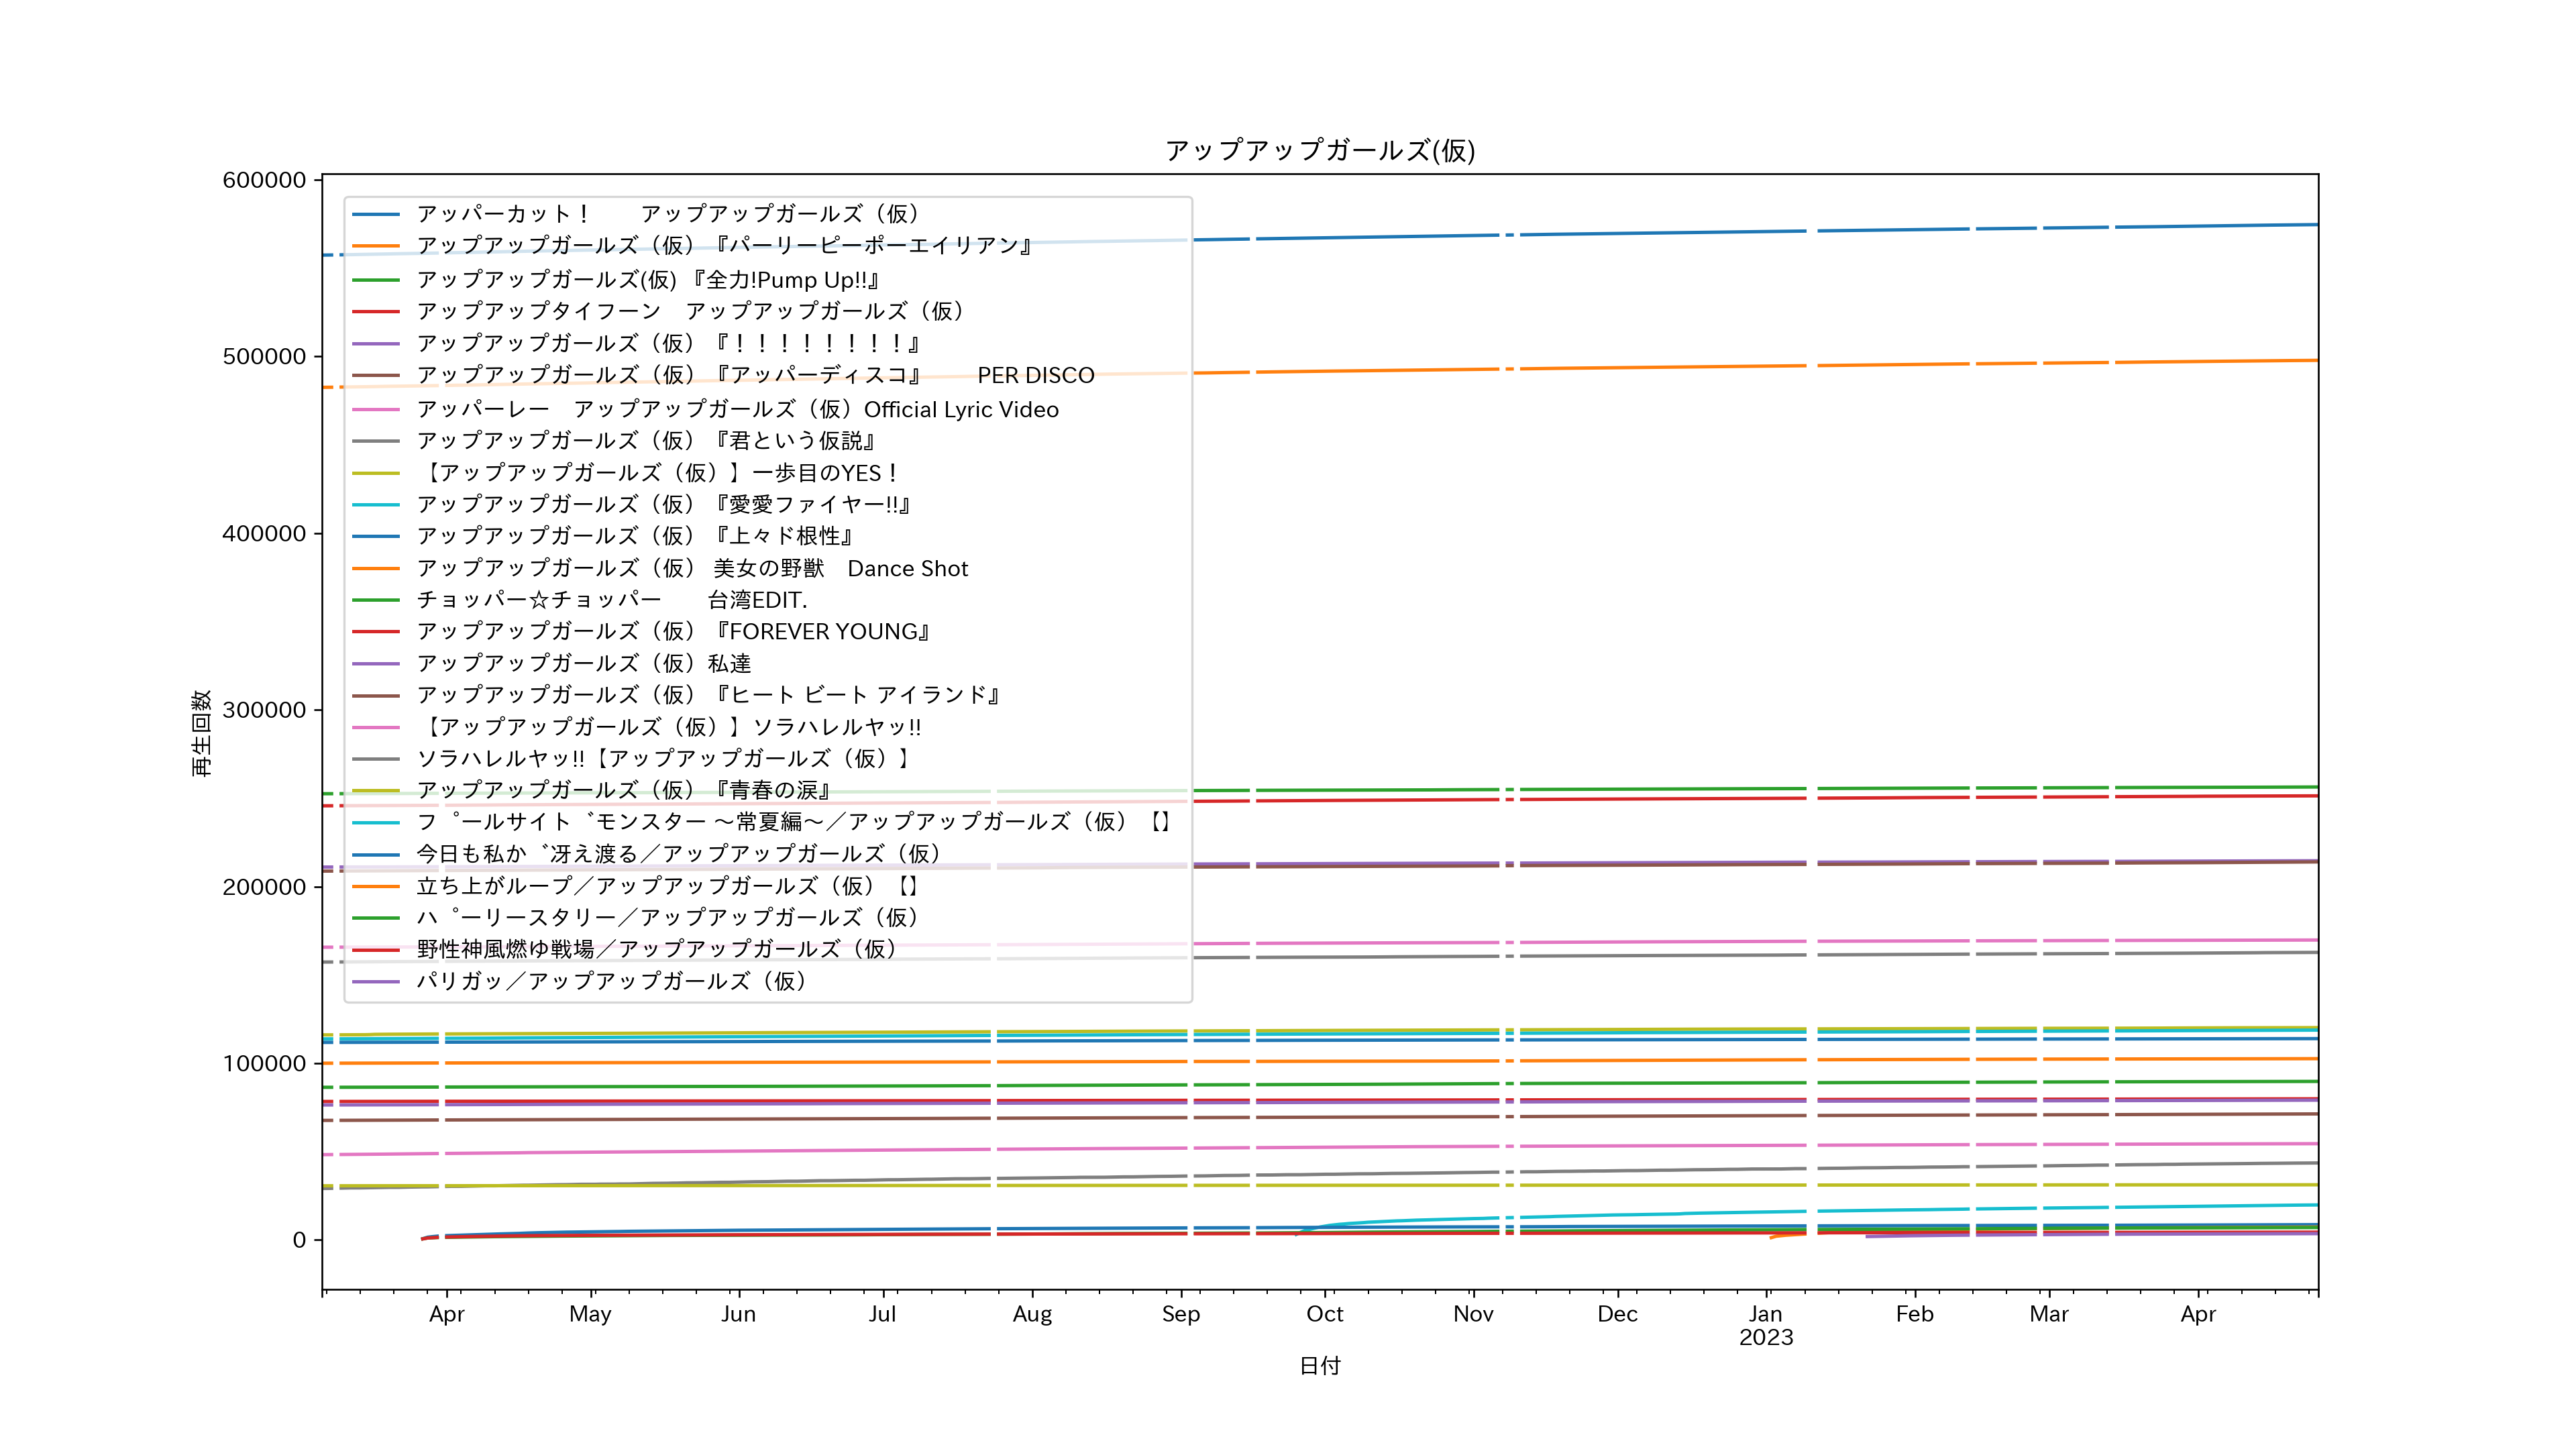 アップアップガールズ(仮)
600000
500000
400000
300000
200000
100000
0
再生回数
アッパーカット！　　アップアップガールズ（仮）
アップアップガールズ（仮）『パーリーピーポーエイリアン』
アップアップガールズ(仮) 『全力!Pump Up!!』
アップアップタイフーン　アップアップガールズ（仮）
アップアップガールズ（仮）『！！！！！！！！』
アップアップガールズ（仮）『アッパーディスコ』　　PER DISCO
アッパーレー　アップアップガールズ（仮）Official Lyric Video
アップアップガールズ（仮）『君という仮説』
【アップアップガールズ（仮）】一歩目のYES！
アップアップガールズ（仮）『愛愛ファイヤー!!』
アップアップガールズ（仮）『上々ド根性』
アップアップガールズ（仮） 美女の野獣　Dance Shot
チョッパー☆チョッパー　　台湾EDIT.
アップアップガールズ（仮）『FOREVER YOUNG』
アップアップガールズ（仮）私達
アップアップガールズ（仮）『ヒート ビート アイランド』
【アップアップガールズ（仮）】ソラハレルヤッ!!
ソラハレルヤッ!!【アップアップガールズ（仮）】
アップアップガールズ（仮）『青春の涙』
フ゜ールサイト゛モンスター ～常夏編～／アップアップガールズ（仮）【】
今日も私か゛冴え渡る／アップアップガールズ（仮）
立ち上がループ／アップアップガールズ（仮）【】
ハ゜ーリースタリー／アップアップガールズ（仮）
野性神風燃ゆ戦場／アップアップガールズ（仮）
パリガッ／アップアップガールズ（仮）
Apr May Jun Jul Aug Sep Oct Nov Dec Jan Feb Mar Apr
2023
日付